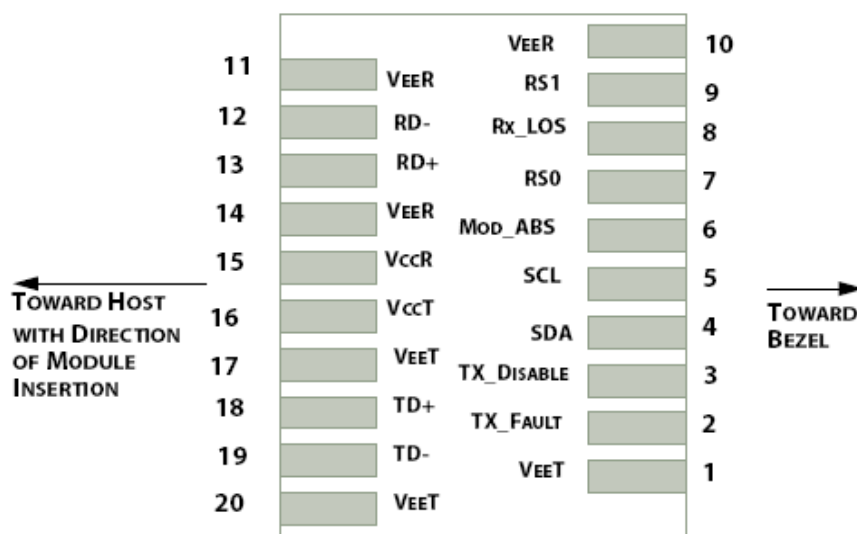 11 VEER
12 RD-
13 RD+
14 VEER
15 VCCR
16 VCCT
17 VEET
18 TD+
19 TD-
20 VEET
VEER 10
RS1 9
RX_LOS 8
RS0 7
MOD_ABS 6
SCL 5
SDA 4
TX_DISABLE 3
TX_FAULT 2
VEET 1
TOWARD HOST
WITH DIRECTION
OF MODULE
INSERTION
TOWARD
BEZEL